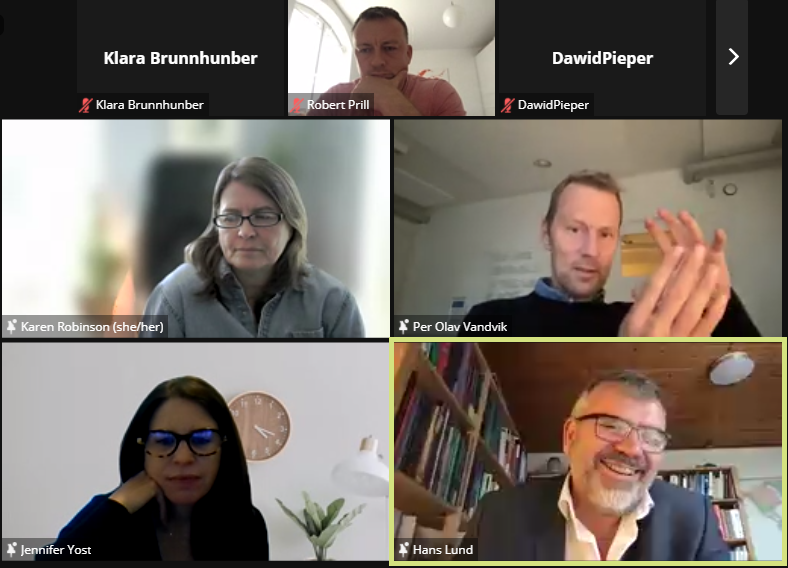 Klara Brunnhunber
DawidPieper
Klara Brunnhunber
Robert Prill
DawidPieper
Karen Robinson (she/her)
Per Olav Vandvik
Jennifer Yost
Hans Lund